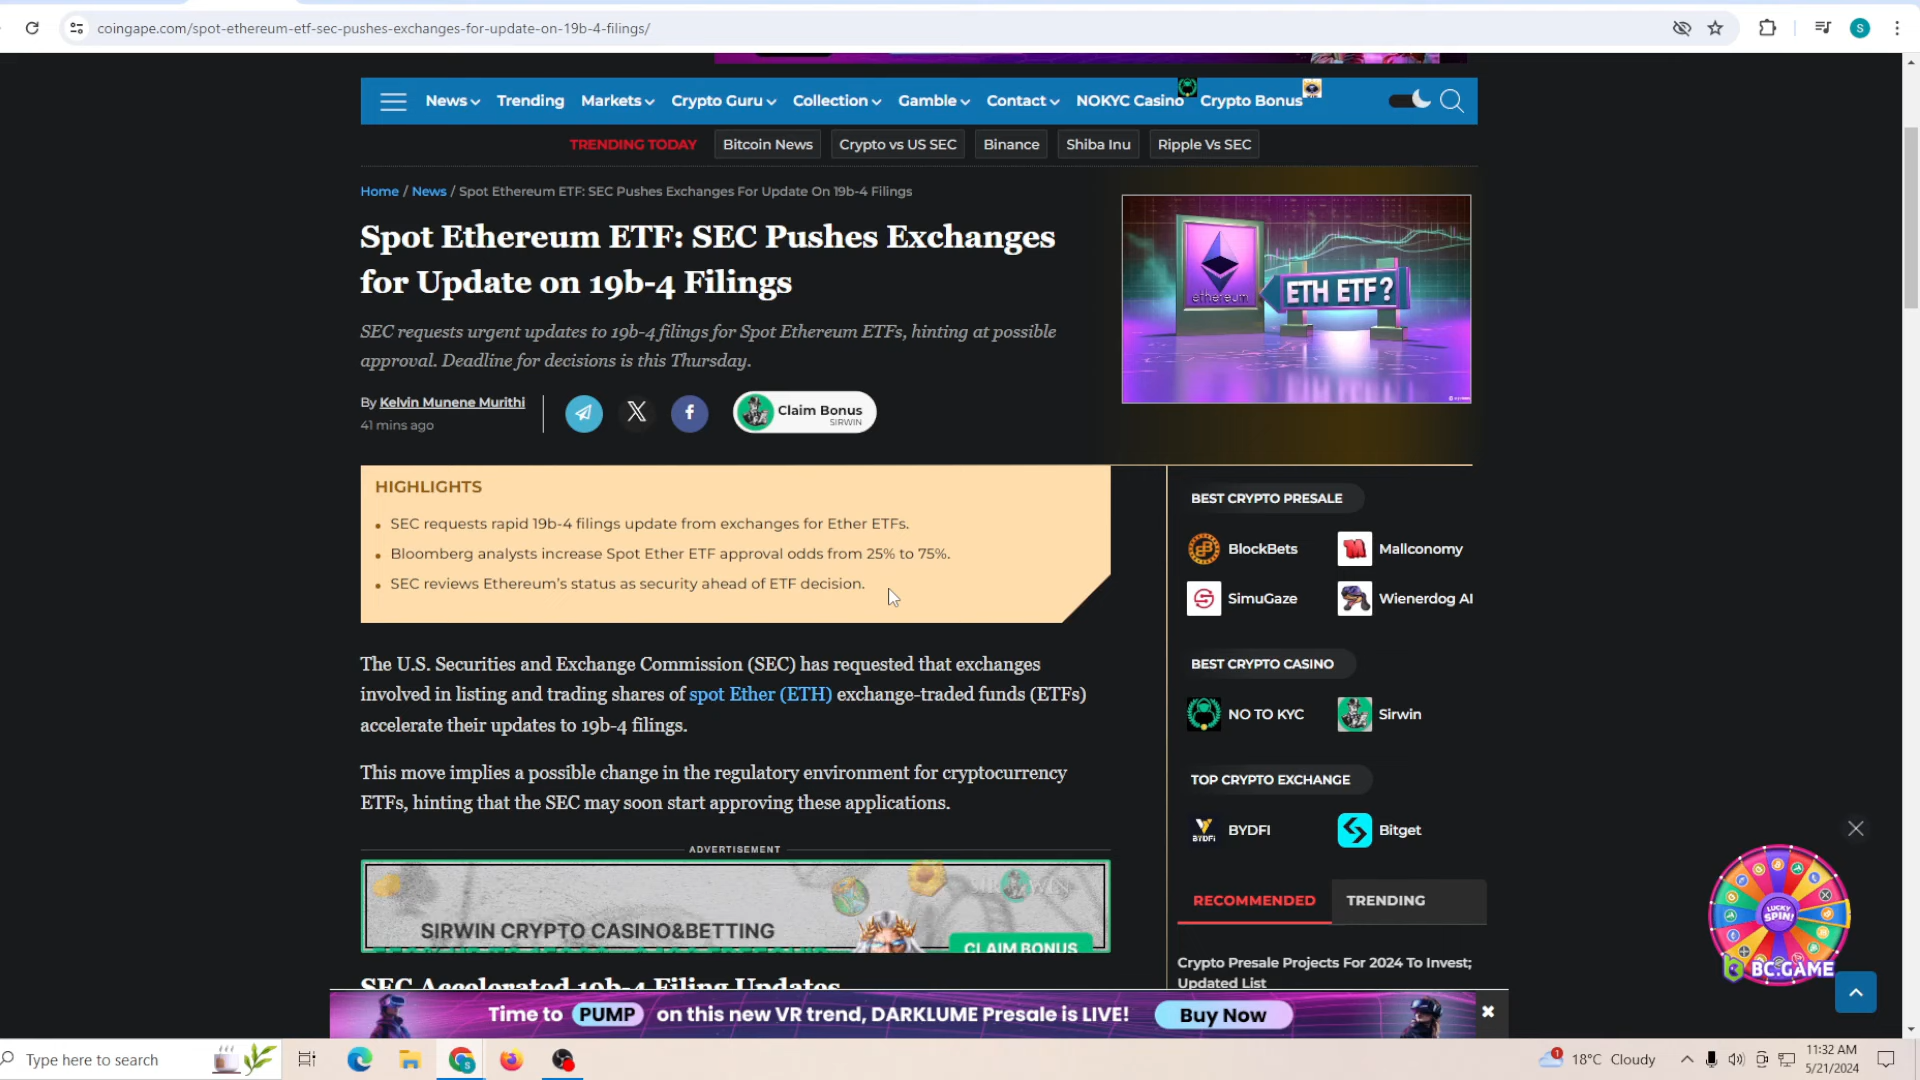 coingape.com/spot-ethereum-etf-sec-pushes-exchanges-for-update-on-19b-4-filings/
S
News Trending Markets Crypto Guru Collection Gamble Contact NOKYC Casino Crypto Bonus
TRENDING TODAY Bitcoin News Crypto vs US SEC Binance Shiba Inu Ripple Vs SEC
Home / News / Spot Ethereum ETF: SEC Pushes Exchanges For Update On 19b-4 Filings
Spot Ethereum ETF: SEC Pushes Exchanges
for Update on 19b-4 Filings
SEC requests urgent updates to 19b-4 filings for Spot Ethereum ETFs, hinting at possible
approval. Deadline for decisions is this Thursday.
By Kelvin Munene Murithi
41 mins ago
Claim Bonus
SIRWIN
ethereum
ETH ETF?
HIGHLIGHTS
• SEC requests rapid 19b-4 filings update from exchanges for Ether ETFs.
• Bloomberg analysts increase Spot Ether ETF approval odds from 25% to 75%.
• SEC reviews Ethereum's status as security ahead of ETF decision.
The U.S. Securities and Exchange Commission (SEC) has requested that exchanges
involved in listing and trading shares of spot Ether (ETH) exchange-traded funds (ETFs)
accelerate their updates to 19b-4 filings.
This move implies a possible change in the regulatory environment for cryptocurrency
ETFs, hinting that the SEC may soon start approving these applications.
ADVERTISEMENT
SIRWIN
SIRWIN CRYPTO CASINO&BETTING
CLAIM BONUS
SEC Accelerated 19b-4 Filing Updates
BEST CRYPTO PRESALE
BlockBets Mallconomy
SimuGaze Wienerdog AI
BEST CRYPTO CASINO
NO TO KYC Sirwin
TOP CRYPTO EXCHANGE
BYDFi
BYDFI Bitget
RECOMMENDED TRENDING
Crypto Presale Projects For 2024 To Invest;
Updated List
LUCKY
SPIN!
BC.GAME
Time to PUMP on this new VR trend, DARKLUME Presale is LIVE! Buy Now
Type here to search
S
1
18°C Cloudy
11:32 AM
5/21/2024